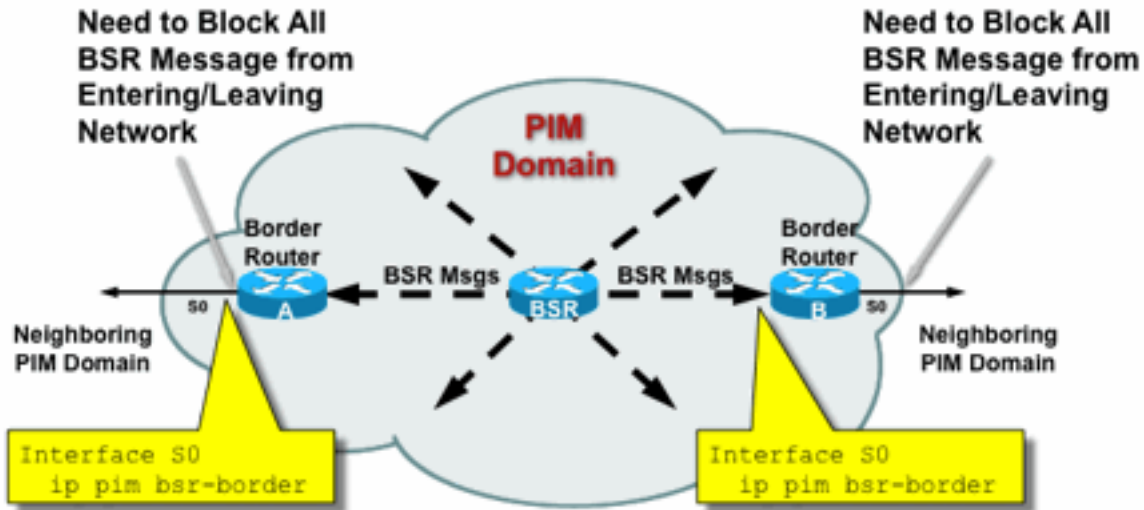 Need to Block All
BSR Message from
Entering/Leaving
Network
Need to Block All
BSR Message from
Entering/Leaving
Network
PIM
Domain
Border
Router
Border
Router
BSR Msgs
BSR Msgs
S0
A
BSR
B
S0
Neighboring
PIM Domain
Neighboring
PIM Domain
Interface S0
ip pim bsr-border
Interface S0
ip pim bsr-border